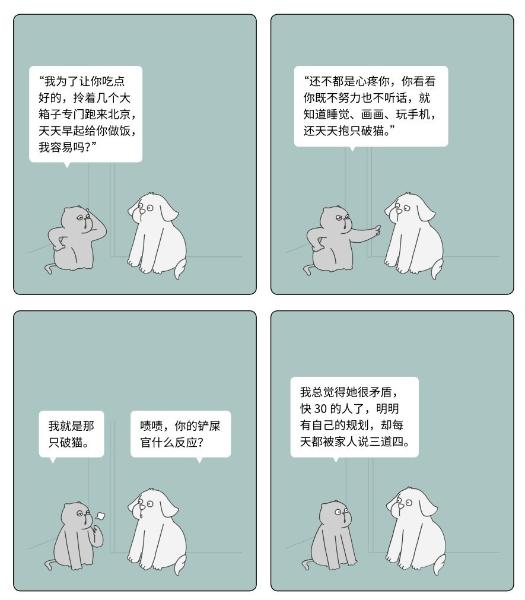 “我为了让你吃点
好的，拎着几个大
箱子专门跑来北京，
天天早起给你做饭，
我容易吗？”
“还不都是心疼你，你看看
你既不努力也不听话，就
知道睡觉、画画、玩手机，
还天天抱只破猫。”
我就是那
只破猫。
啧啧，你的铲屎
官什么反应？
我总觉得她很矛盾，
快 30 的人了，明明
有自己的规划，却每
天都被家人说三道四。